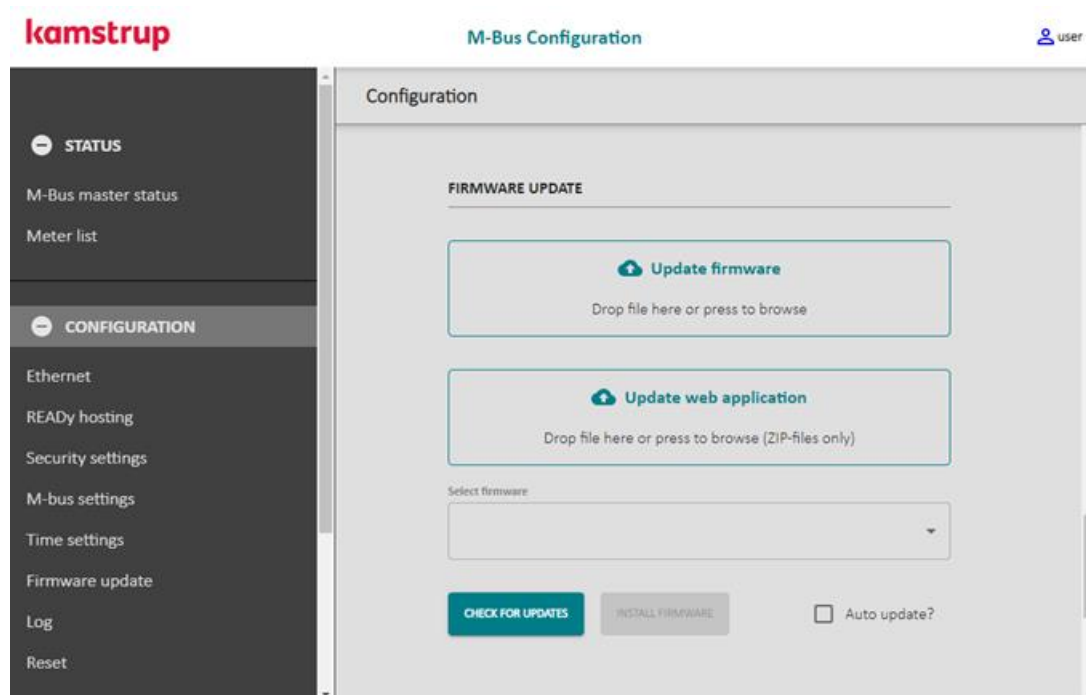 kamstrup
M-Bus Configuration
user
STATUS
M-Bus master status
Meter list
CONFIGURATION
Ethernet
READy hosting
Security settings
M-bus settings
Time settings
Firmware update
Log
Reset
Configuration
FIRMWARE UPDATE
Update firmware
Drop file here or press to browse
Update web application
Drop file here or press to browse (ZIP-files only)
Select firmware
CHECK FOR UPDATES
INSTALL FIRMWARE
Auto update?